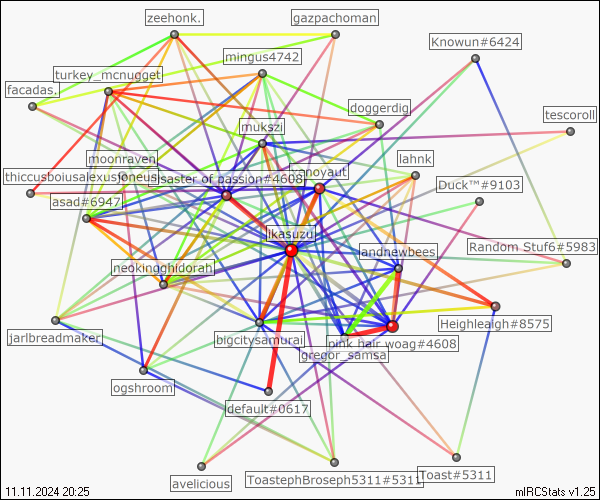 zeehonk.
gazpachoman
Knowun#6424
mingus4742
turkey_mcnugget
facadas.
doggerdig
tescoroll
mukszi
moonraven
lahnk
thiccusboiusalexusjoneus
disaster of passion#4608
Duck™#9103
asad#6947
ikasuzu
Random Stuf6#5983
andnewbees
neokingghidorah
Heighleaigh#8575
jarlbreadmaker
bigcitysamurai
pink hair woag#4608
gregor_samsa
ogshroom
default#0617
avelicious
ToastephBroseph5311#5311
Toast#5311
11.11.2024 20:25
mIRCStats v1.25